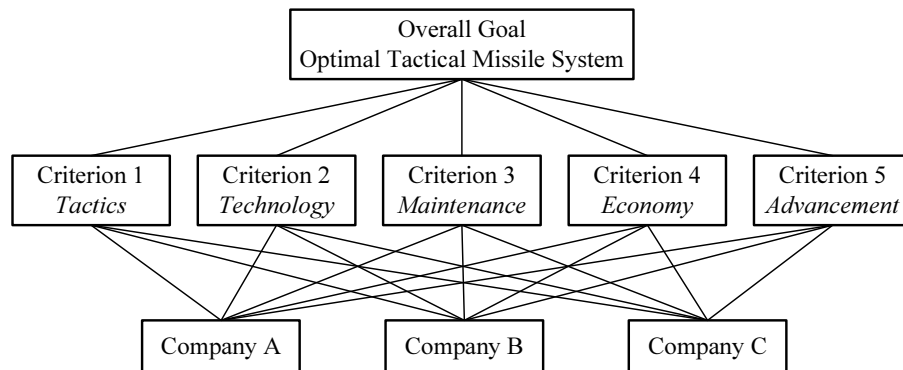 Overall Goal
Optimal Tactical Missile System
Criterion 1
Tactics
Criterion 2
Technology
Criterion 3
Maintenance
Criterion 4
Economy
Criterion 5
Advancement
Company A
Company B
Company C